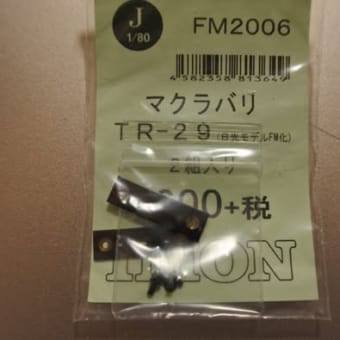 J
1/80
FM2006
4582358813649
マクラバリ
TR-29 (日光モデルFM化)
2組入り
00+税
IMON